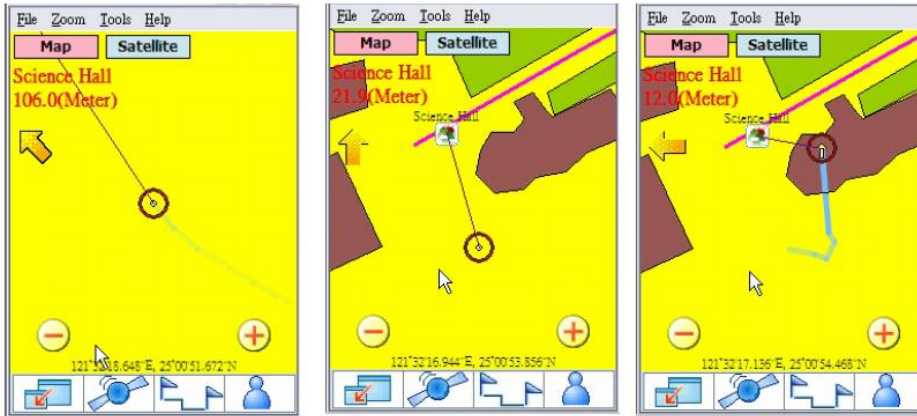 File Zoom Tools Help
Map Satellite
Science Hall
106.0(Meter)
121°32'18.648"E, 25°00'51.672"N
File Zoom Tools Help
Map Satellite
Science Hall
21.9(Meter)
Science Hall
121°32'16.944"E, 25°00'53.856"N
File Zoom Tools Help
Map Satellite
Science Hall
12.0(Meter)
Science Hall
121°32'17.136"E, 25°00'54.468"N